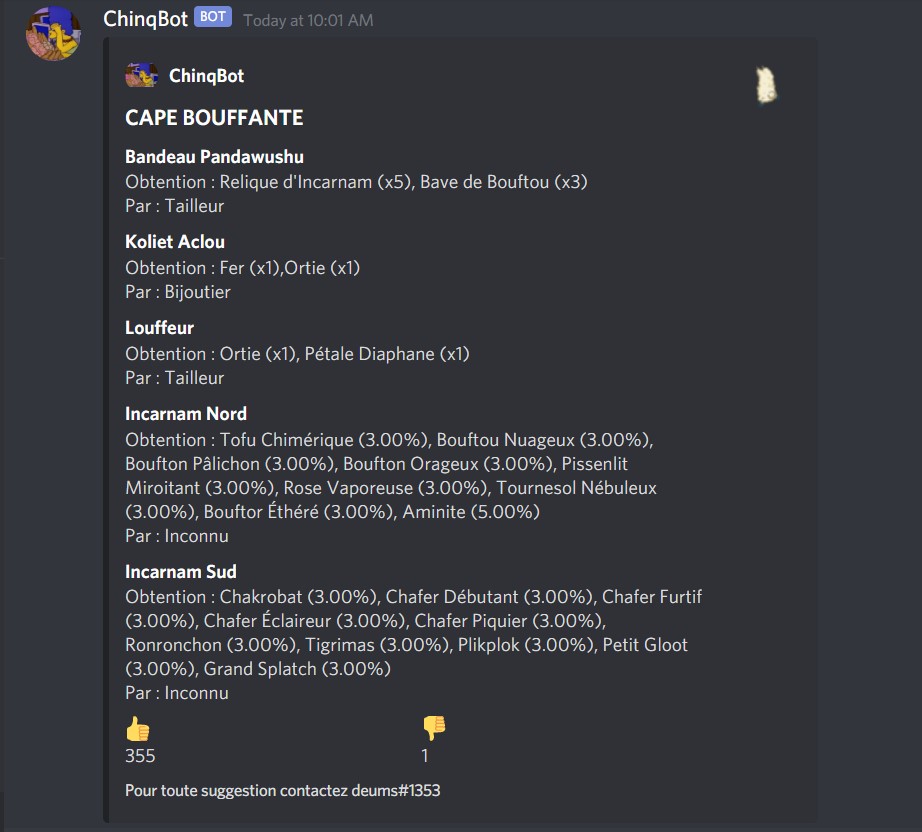 ChinqBot BOT Today at 10:01 AM
ChinqBot
CAPE BOUFFANTE
Bandeau Pandawushu
Obtention : Relique d'Incarnam (x5), Bave de Bouftou (x3)
Par : Tailleur
Koliet Aclou
Obtention : Fer (x1),Ortie (x1)
Par : Bijoutier
Louffeur
Obtention : Ortie (x1), Pétale Diaphane (x1)
Par : Tailleur
Incarnam Nord
Obtention : Tofu Chimérique (3.00%), Bouftou Nuageux (3.00%),
Boufton Pâlichon (3.00%), Boufton Orageux (3.00%), Pissenlit
Miroitant (3.00%), Rose Vaporeuse (3.00%), Tournesol Nébuleux
(3.00%), Bouftor Éthéré (3.00%), Aminite (5.00%)
Par : Inconnu
Incarnam Sud
Obtention : Chakrobat (3.00%), Chafer Débutant (3.00%), Chafer Furtif
(3.00%), Chafer Éclaireur (3.00%), Chafer Piquier (3.00%),
Ronronchon (3.00%), Tigrimas (3.00%), Plikplok (3.00%), Petit Gloot
(3.00%), Grand Splatch (3.00%)
Par : Inconnu
355 1
Pour toute suggestion contactez deums#1353